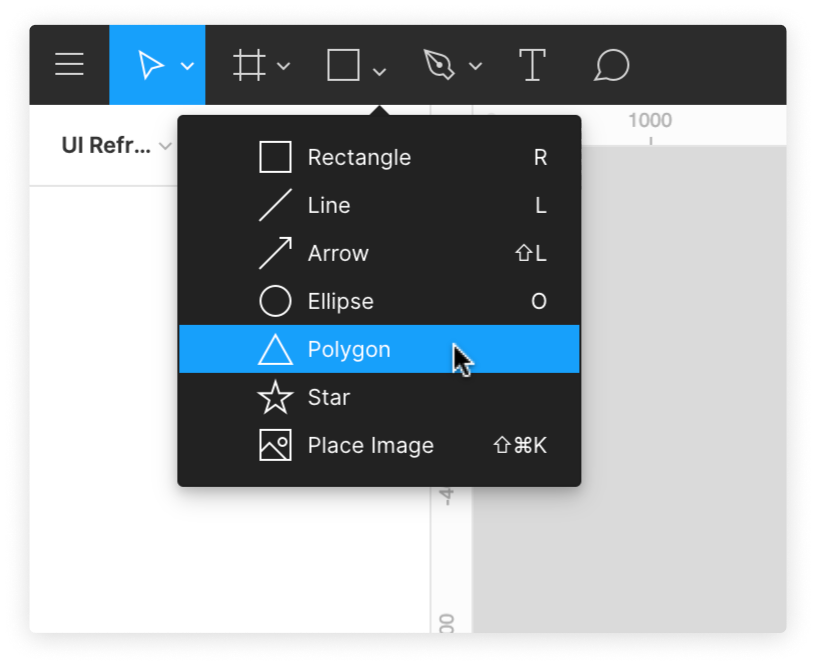 UI Refr...
1000
Rectangle R
Line L
Arrow ⇧L
Ellipse O
Polygon
Star
Place Image ⇧⌘K